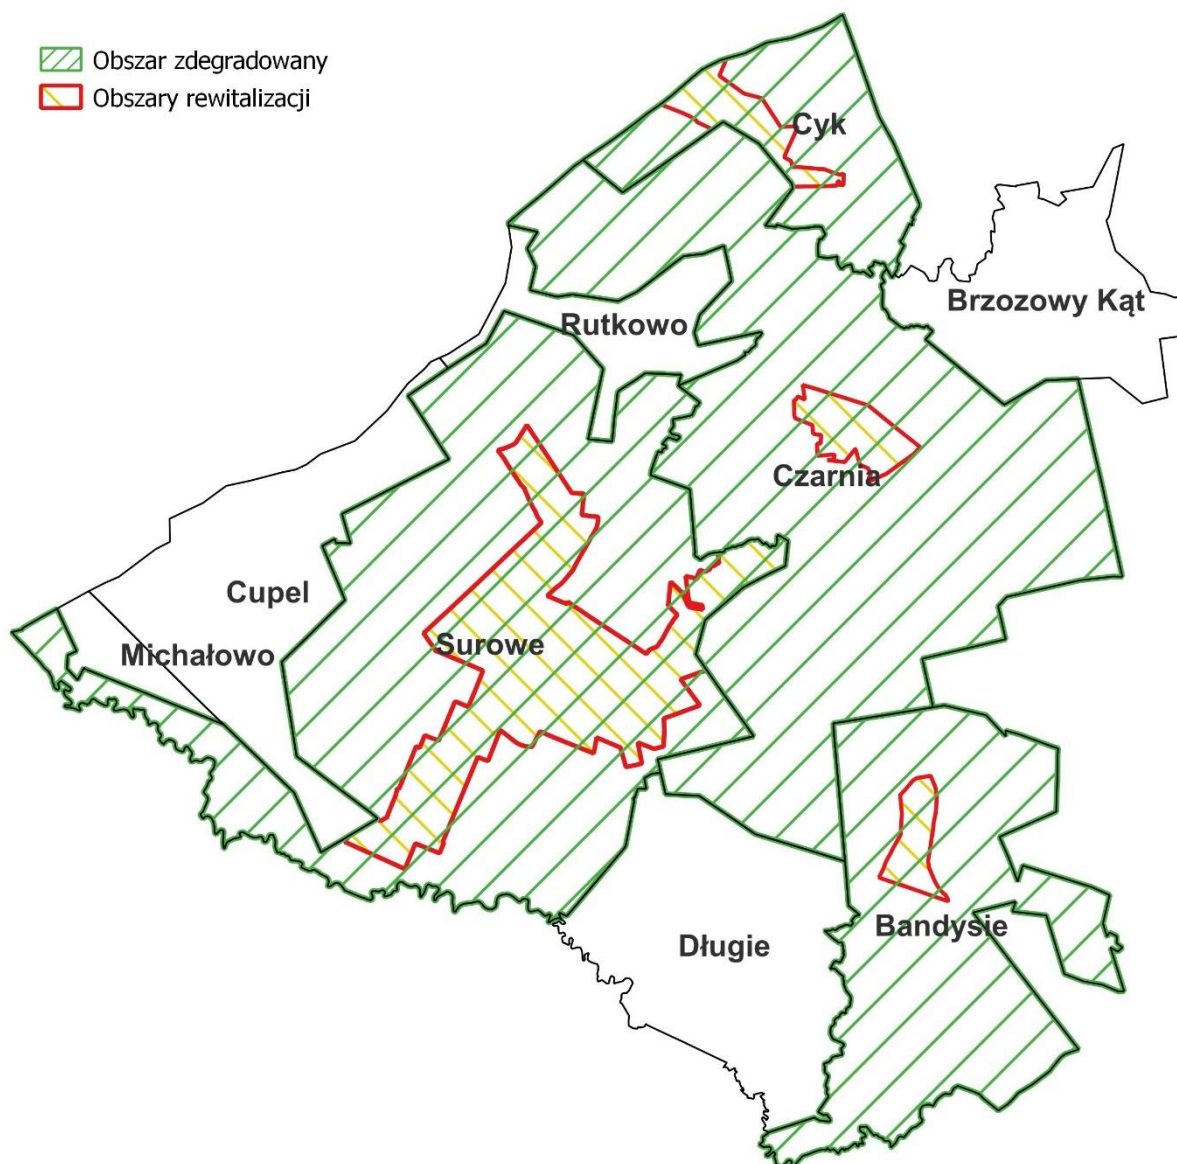 Obszar zdegradowany
Obszary rewitalizacji
Cyk
Brzozowy Kąt
Rutkowo
Czarnia
Cupel
Surowe
Michałowo
Bandysie
Długie